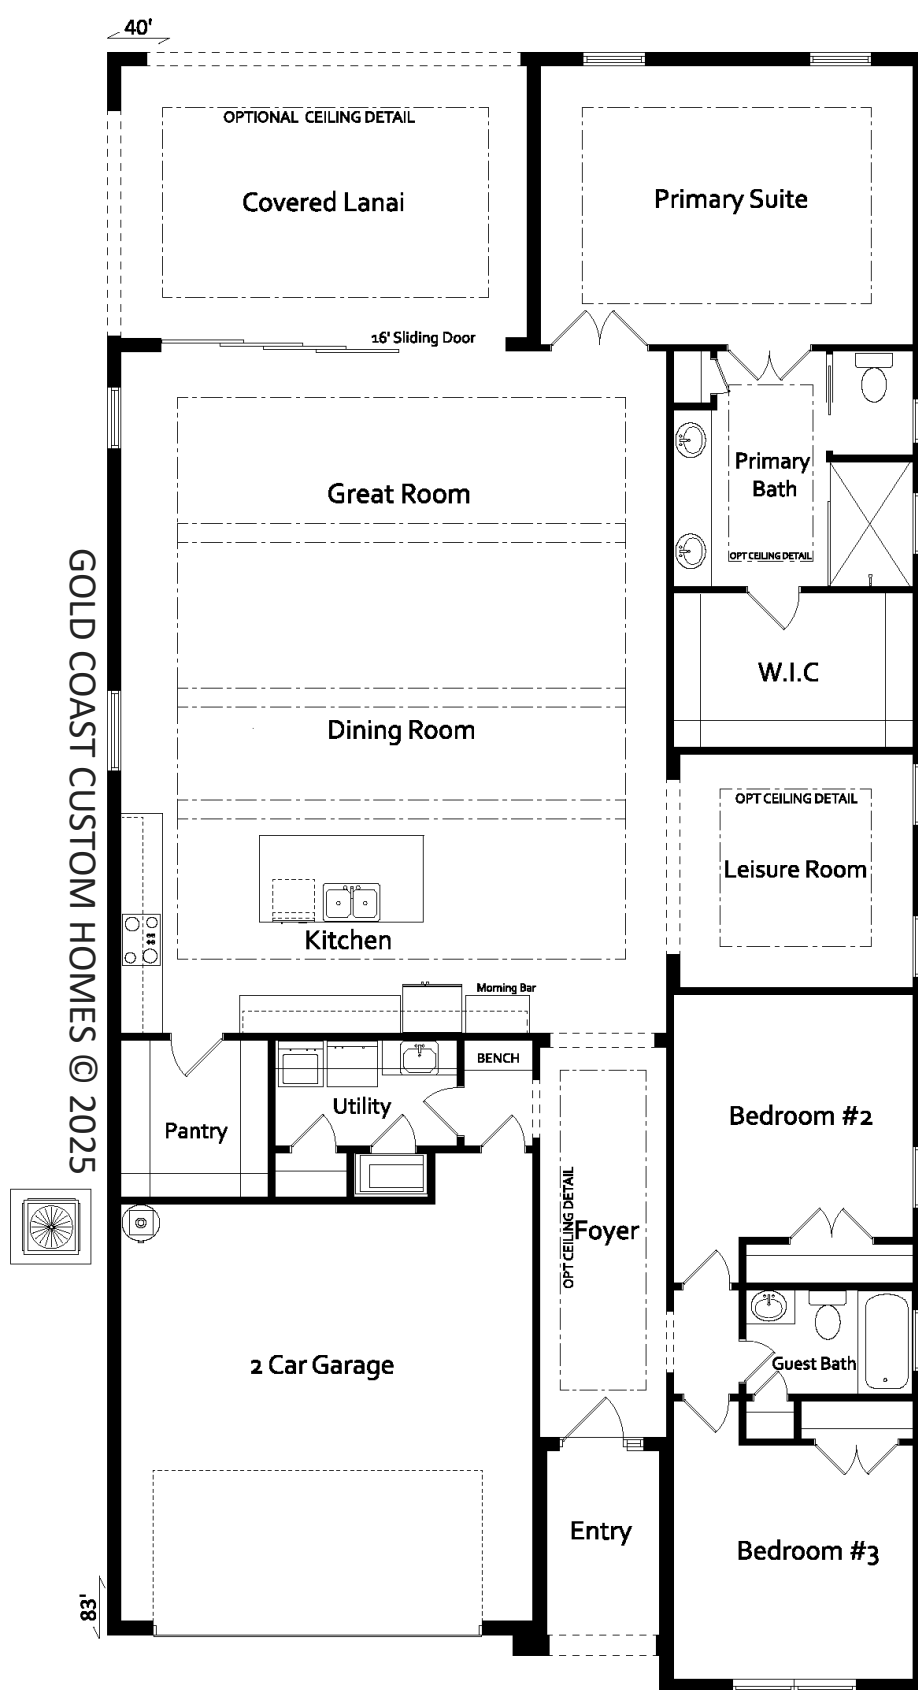 40'
OPTIONAL CEILING DETAIL
Covered Lanai
Primary Suite
16' Sliding Door
Great Room
Primary
Bath
OPT CEILING DETAIL
W.I.C
Dining Room
OPT CEILING DETAIL
Leisure Room
Kitchen
Morning Bar
GOLD COAST CUSTOM HOMES © 2025
BENCH
Utility
Pantry
Bedroom #2
OPT CEILING DETAIL
Foyer
2 Car Garage
Guest Bath
Entry
Bedroom #3
83'